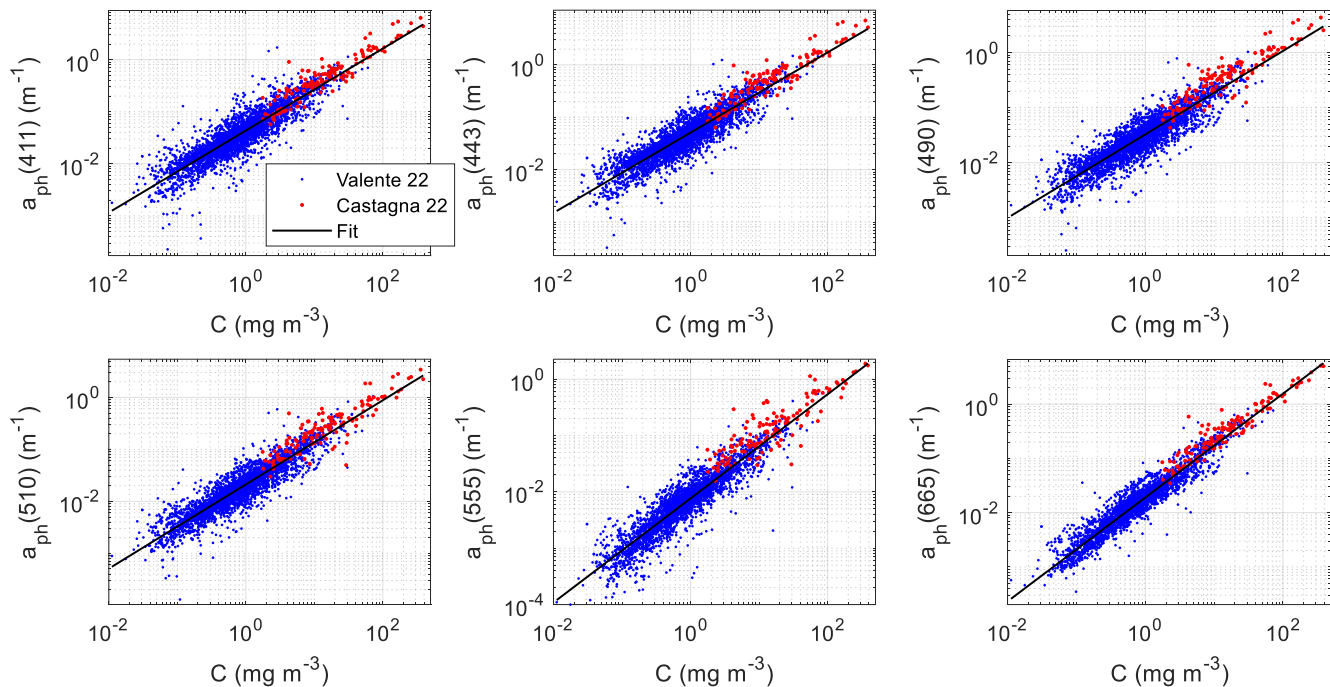 a_ph(411) (m^-1)
10^0
10^-2
10^-2
10^0
10^2
C (mg m^-3)
Valente 22
Castagna 22
Fit
a_ph(443) (m^-1)
10^0
10^-2
10^-2
10^0
10^2
C (mg m^-3)
a_ph(490) (m^-1)
10^0
10^-2
10^-2
10^0
10^2
C (mg m^-3)
a_ph(510) (m^-1)
10^0
10^-2
10^-2
10^0
10^2
C (mg m^-3)
a_ph(555) (m^-1)
10^0
10^-2
10^-4
10^-2
10^0
10^2
C (mg m^-3)
a_ph(665) (m^-1)
10^0
10^-2
10^-2
10^0
10^2
C (mg m^-3)